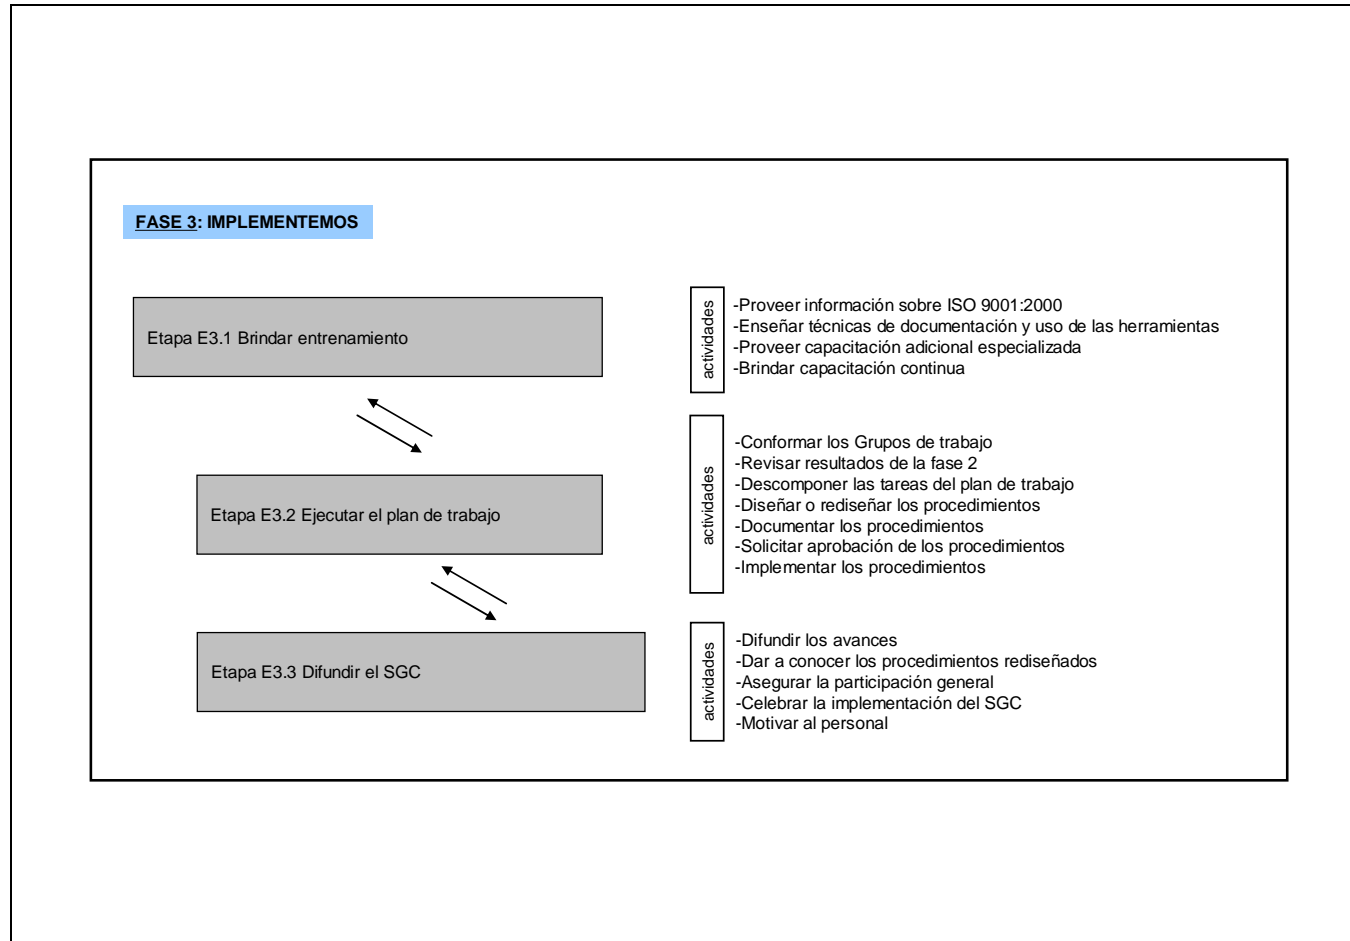 FASE 3: IMPLEMENTEMOS
Etapa E3.1 Brindar entrenamiento
actividades
-Proveer información sobre ISO 9001:2000
-Enseñar técnicas de documentación y uso de las herramientas
-Proveer capacitación adicional especializada
-Brindar capacitación continua
Etapa E3.2 Ejecutar el plan de trabajo
actividades
-Conformar los Grupos de trabajo
-Revisar resultados de la fase 2
-Descomponer las tareas del plan de trabajo
-Diseñar o rediseñar los procedimientos
-Documentar los procedimientos
-Solicitar aprobación de los procedimientos
-Implementar los procedimientos
Etapa E3.3 Difundir el SGC
actividades
-Difundir los avances
-Dar a conocer los procedimientos rediseñados
-Asegurar la participación general
-Celebrar la implementación del SGC
-Motivar al personal